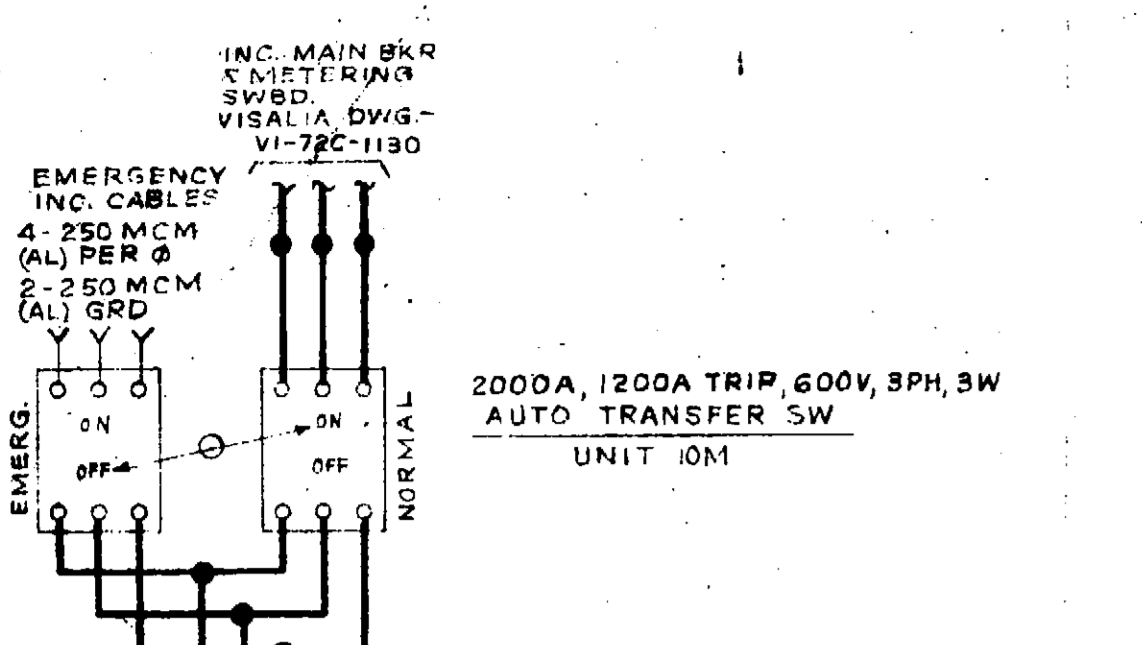 INC. MAIN BKR
& METERING
SWBD.
VISALIA DWG.-
VI-72C-1130
EMERGENCY
INC. CABLES
4-250 MCM
(AL) PER Ø
2-250 MCM
(AL) GRD
EMERG.
ON
OFF
ON
OFF
NORMAL
2000A, 1200A TRIP, 600V, 3PH, 3W
AUTO TRANSFER SW
UNIT 10M